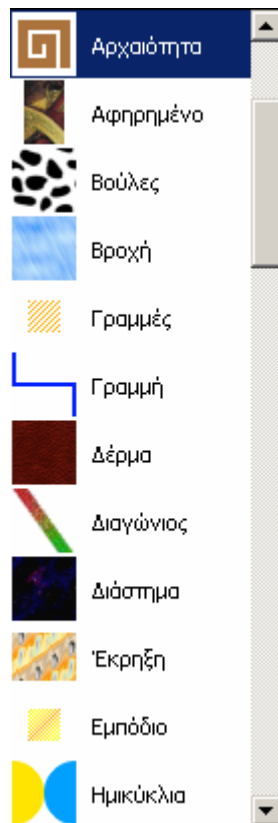 Αρχαιότητα
Αφηρημένο
Βούλες
Βροχή
Γραμμές
Γραμμή
Δέρμα
Διαγώνιος
Διάστημα
Έκρηξη
Εμπόδιο
Ημικύκλια